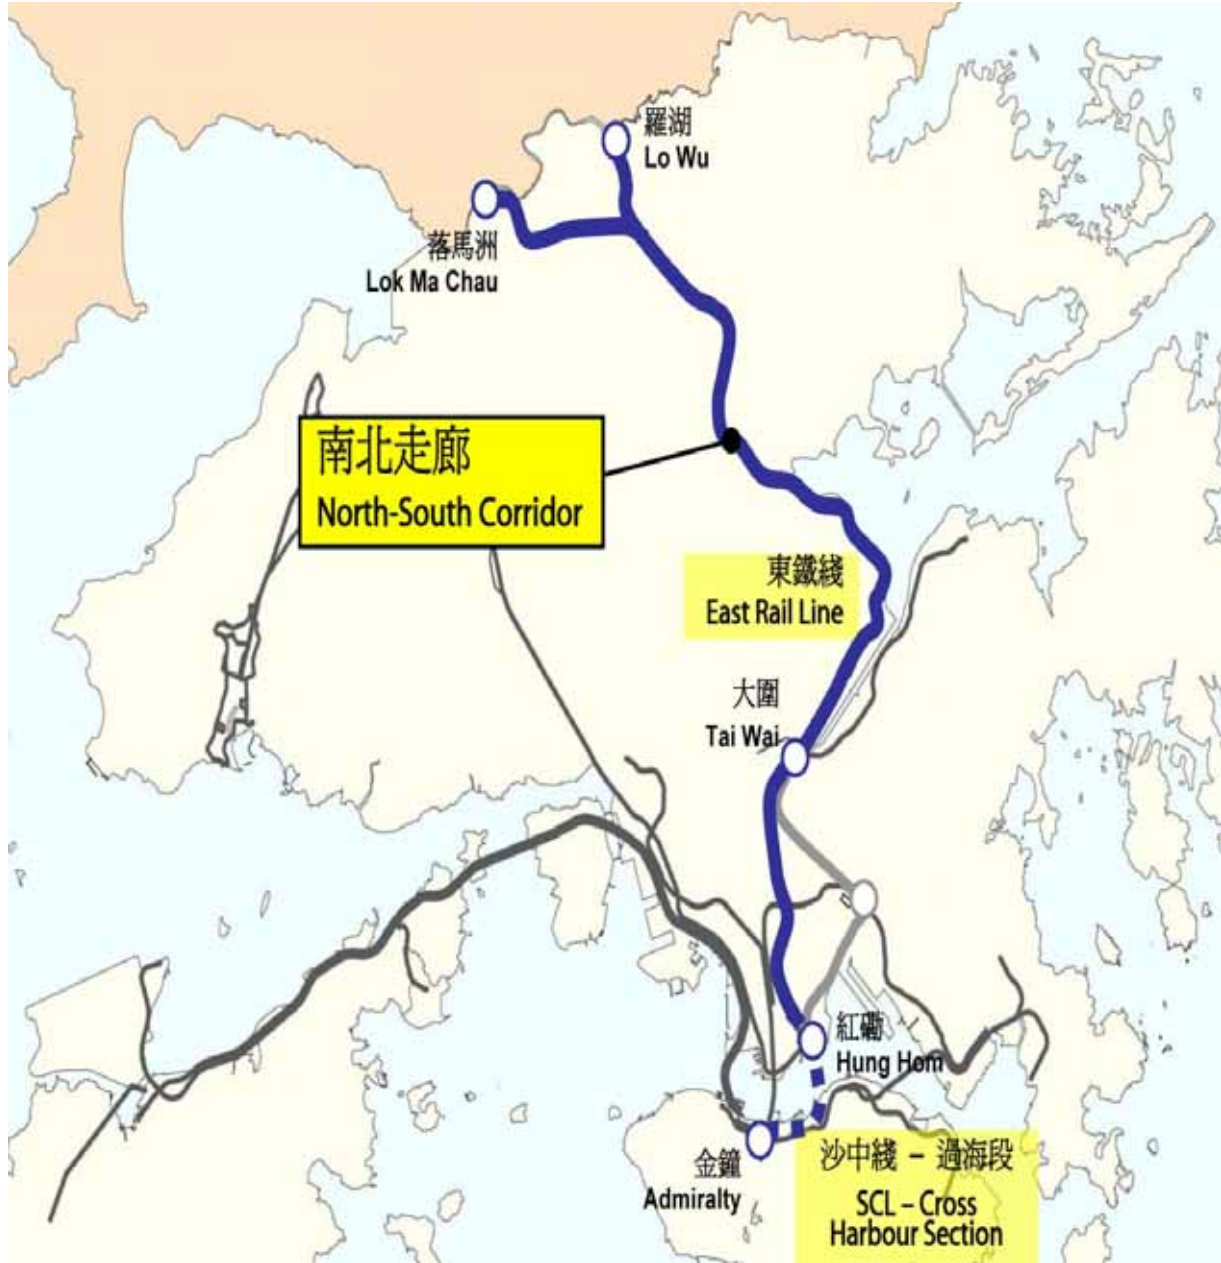 羅湖
Lo Wu
落馬洲
Lok Ma Chau
南北走廊
North-South Corridor
東鐵綫
East Rail Line
大圍
Tai Wai
紅磡
Hung Hom
金鐘
Admiralty
沙中綫 – 過海段
SCL – Cross
Harbour Section